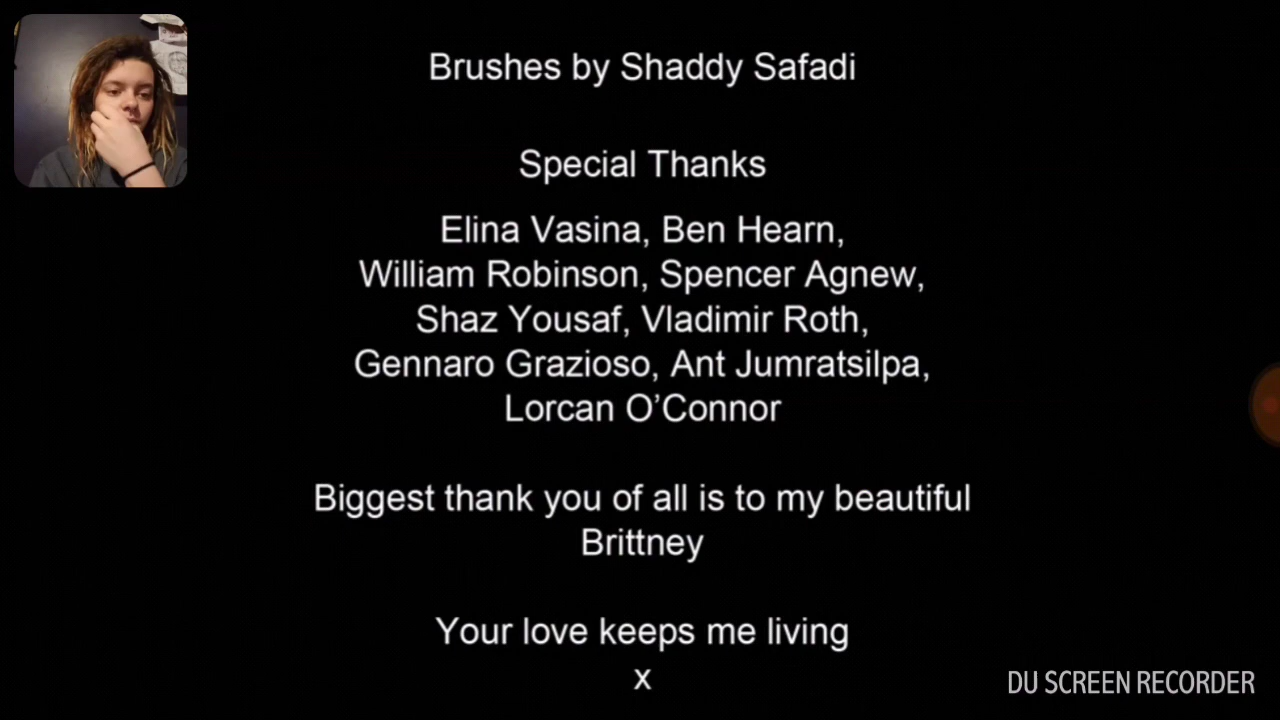 Brushes by Shaddy Safadi
Special Thanks
Elina Vasina, Ben Hearn,
William Robinson, Spencer Agnew,
Shaz Yousaf, Vladimir Roth,
Gennaro Grazioso, Ant Jumratsilpa,
Lorcan O’Connor
Biggest thank you of all is to my beautiful
Brittney
Your love keeps me living
x
DU SCREEN RECORDER